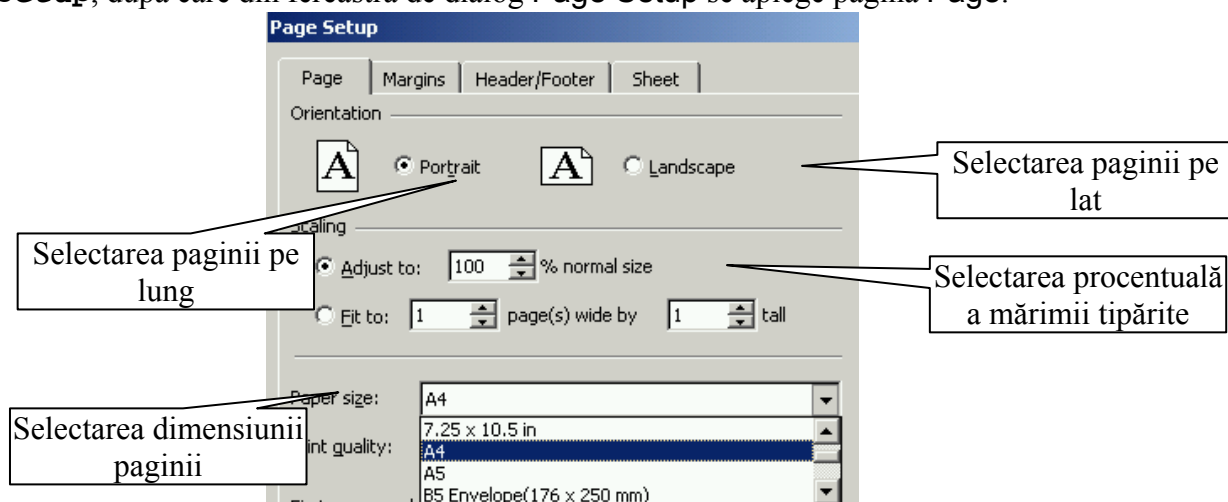 după care din fereastra de dialog Page Setup se alege pagina Page.
Page Setup
Page Margins Header/Footer Sheet
Orientation
Portrait Landscape
Selectarea paginii pe
lat
Scaling
Selectarea paginii pe
lung
Adjust to: 100 % normal size
Selectarea procentuală
a mărimii tipărite
Fit to: 1 page(s) wide by 1 tall
Paper size: A4
Selectarea dimensiunii
paginii
7.25 x 10.5 in
quality:
A4
A5
B5 Envelope(176 x 250 mm)